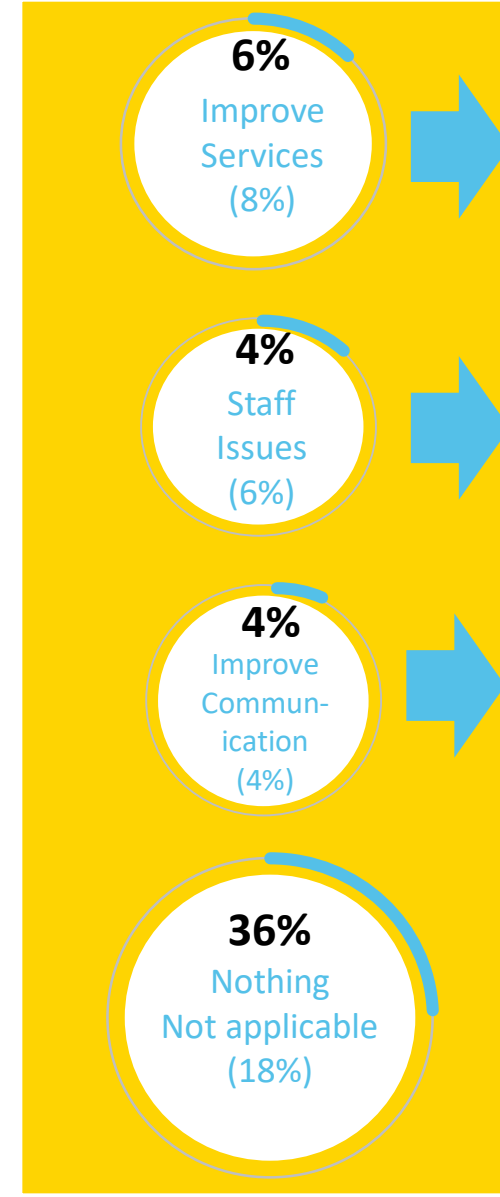 6%
Improve
Services
(8%)
4%
Staff
Issues
(6%)
4%
Improve
Commun-
ication
(4%)
36%
Nothing
Not applicable
(18%)